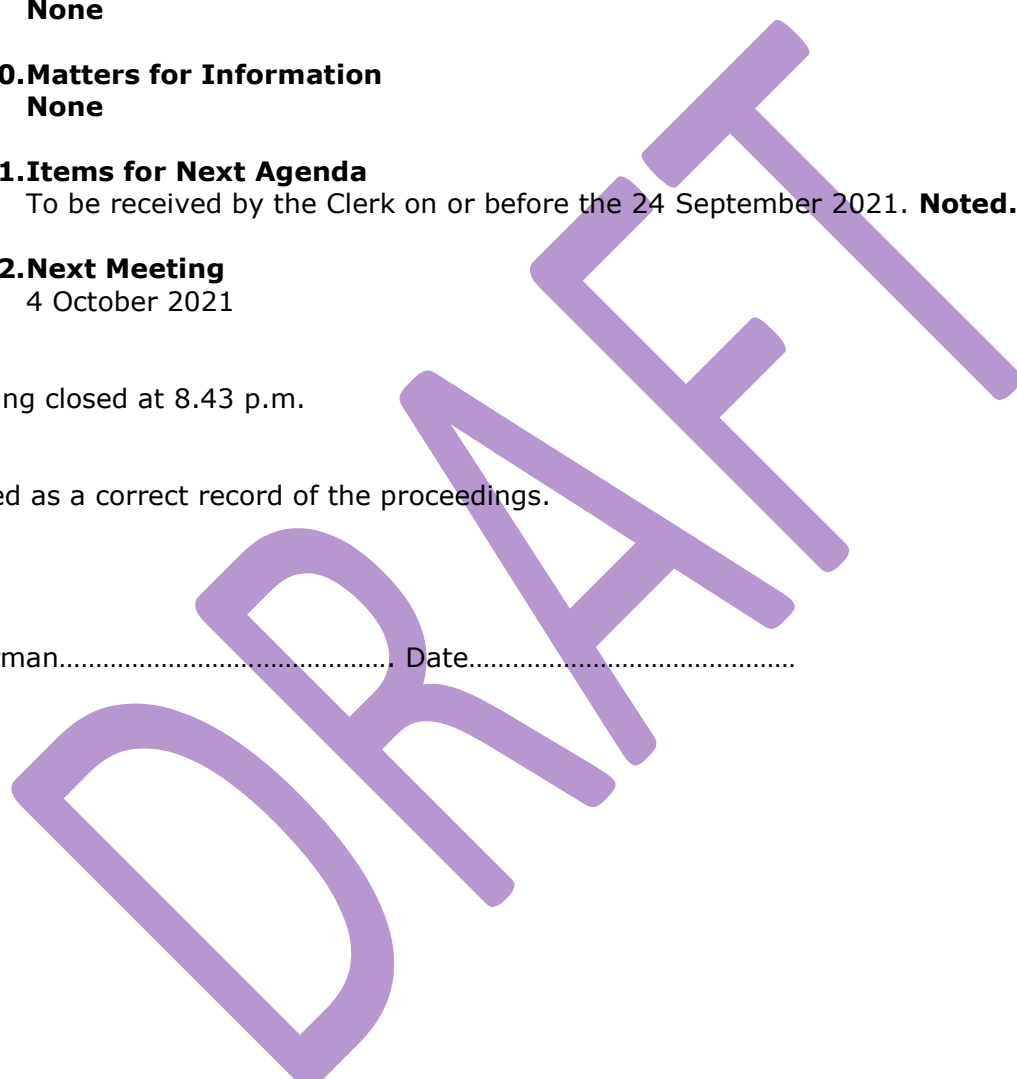 None
0.Matters for Information
None
1.Items for Next Agenda
To be received by the Clerk on or before the 24 September 2021. Noted.
2.Next Meeting
4 October 2021
ng closed at 8.43 p.m.
ed as a correct record of the proceedings.
rman………………………………………. Date………………………………………
DRAFT